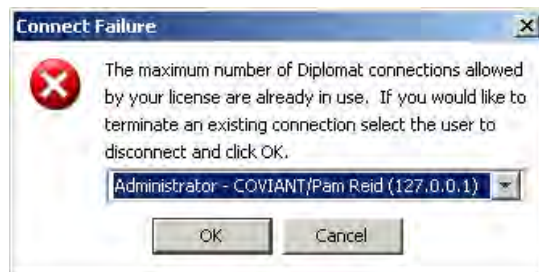 Connect Failure
The maximum number of Diplomat connections allowed
by your license are already in use. If you would like to
terminate an existing connection select the user to
disconnect and click OK.
Administrator - COVIANT/Pam Reid (127.0.0.1)
OK Cancel